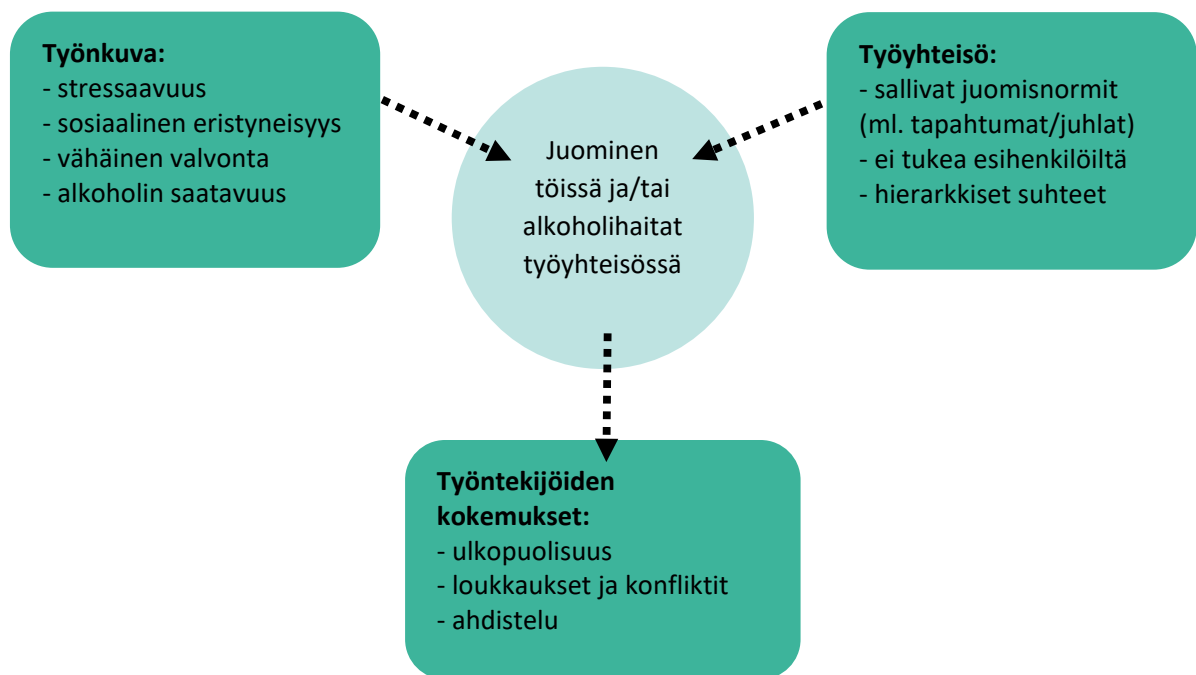 Työnkuva:
- stressaavuus
- sosiaalinen eristyneisyys
- vähäinen valvonta
- alkoholin saatavuus
Työyhteisö:
- sallivat juomisnormit
(ml. tapahtumat/juhlat)
- ei tukea esihenkilöiltä
- hierarkkiset suhteet
Juominen
töissä ja/tai
alkoholihaitat
työyhteisössä
Työntekijöiden
kokemukset:
- ulkopuolisuus
- loukkaukset ja konfliktit
- ahdistelu